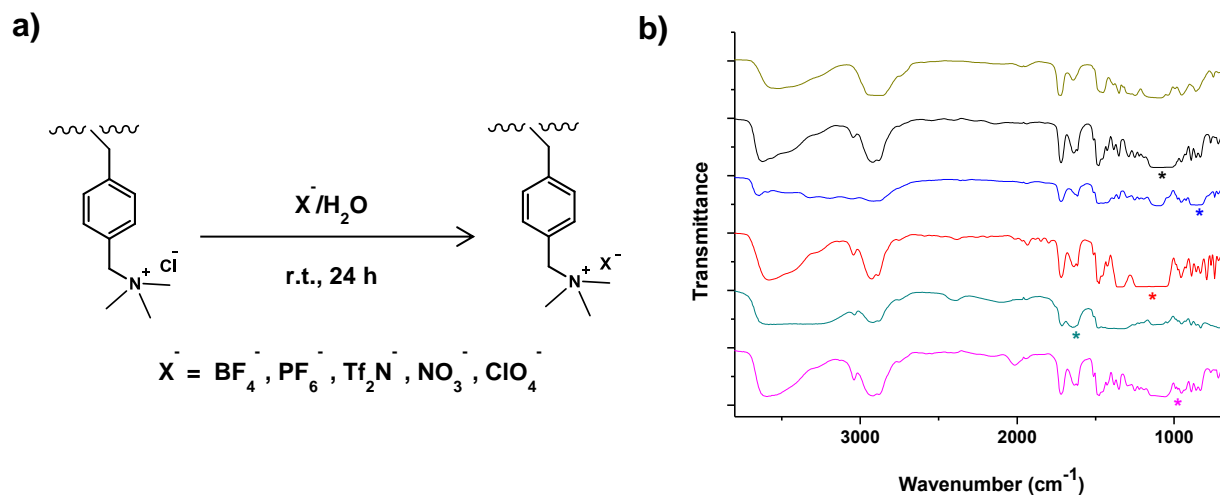 a)
Cl⁻
N⁺
X⁻/H₂O
r.t., 24 h
X⁻
N⁺
X⁻ = BF₄⁻, PF₆⁻, Tf₂N⁻, NO₃⁻, ClO₄⁻
b)
Transmittance
*
*
*
*
*
3000 2000 1000
Wavenumber (cm⁻¹)